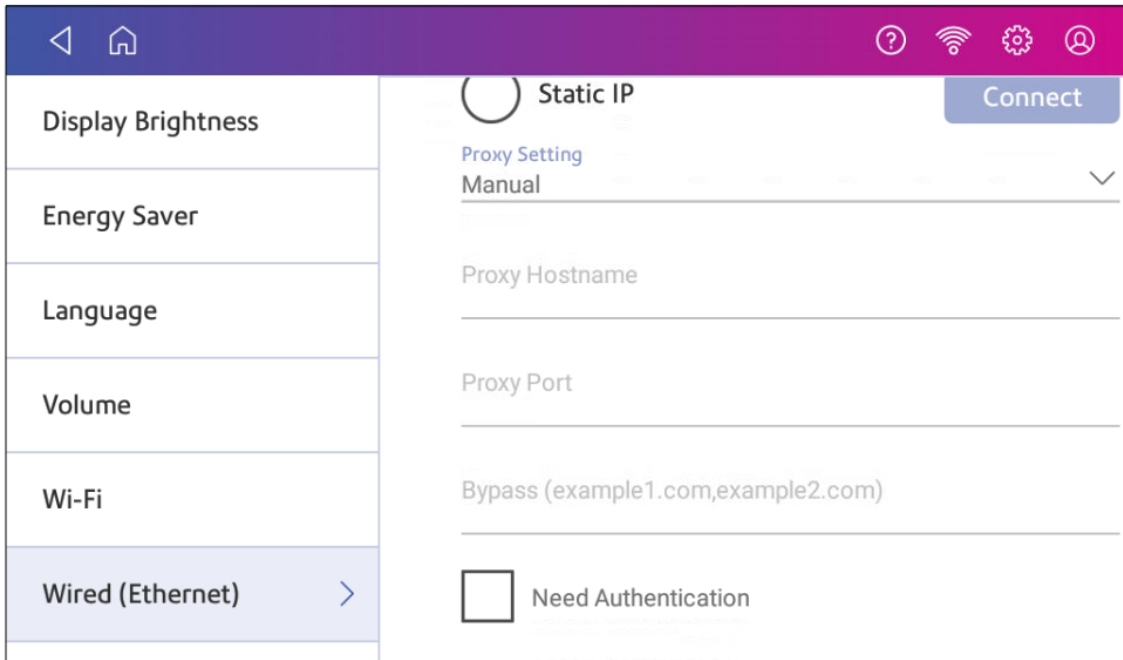 Display Brightness
Energy Saver
Language
Volume
Wi-Fi
Wired (Ethernet)
Static IP
Connect
Proxy Setting
Manual
Proxy Hostname
Proxy Port
Bypass (example1.com,example2.com)
Need Authentication